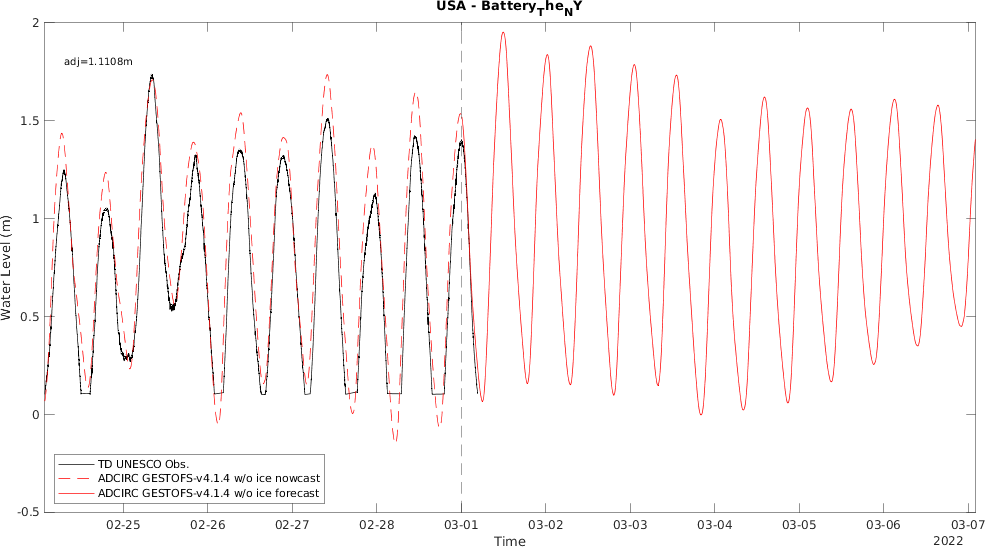 USA - BatteryTheNY
adj=1.1108m
2
1.5
1
0.5
0
-0.5
Water Level (m)
TD UNESCO Obs.
ADCIRC GESTOFS-v4.1.4 w/o ice nowcast
ADCIRC GESTOFS-v4.1.4 w/o ice forecast
02-25 02-26 02-27 02-28 03-01 03-02 03-03 03-04 03-05 03-06 03-07
Time
2022